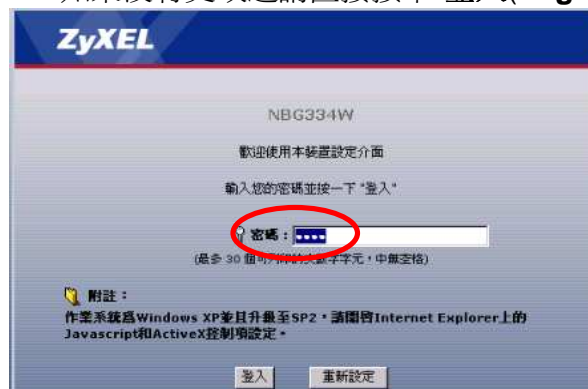 ZyXEL
NBG334W
歡迎使用本裝置設定介面
輸入您的密碼並按一下 "登入"
密碼：
(最多 30 個可列印的英數字字元，中無空格)
附註：
作業系統為Windows XP並且升級至SP2，請開啟Internet Explorer上的
Javascript和ActiveX控制項設定。
登入 重新設定